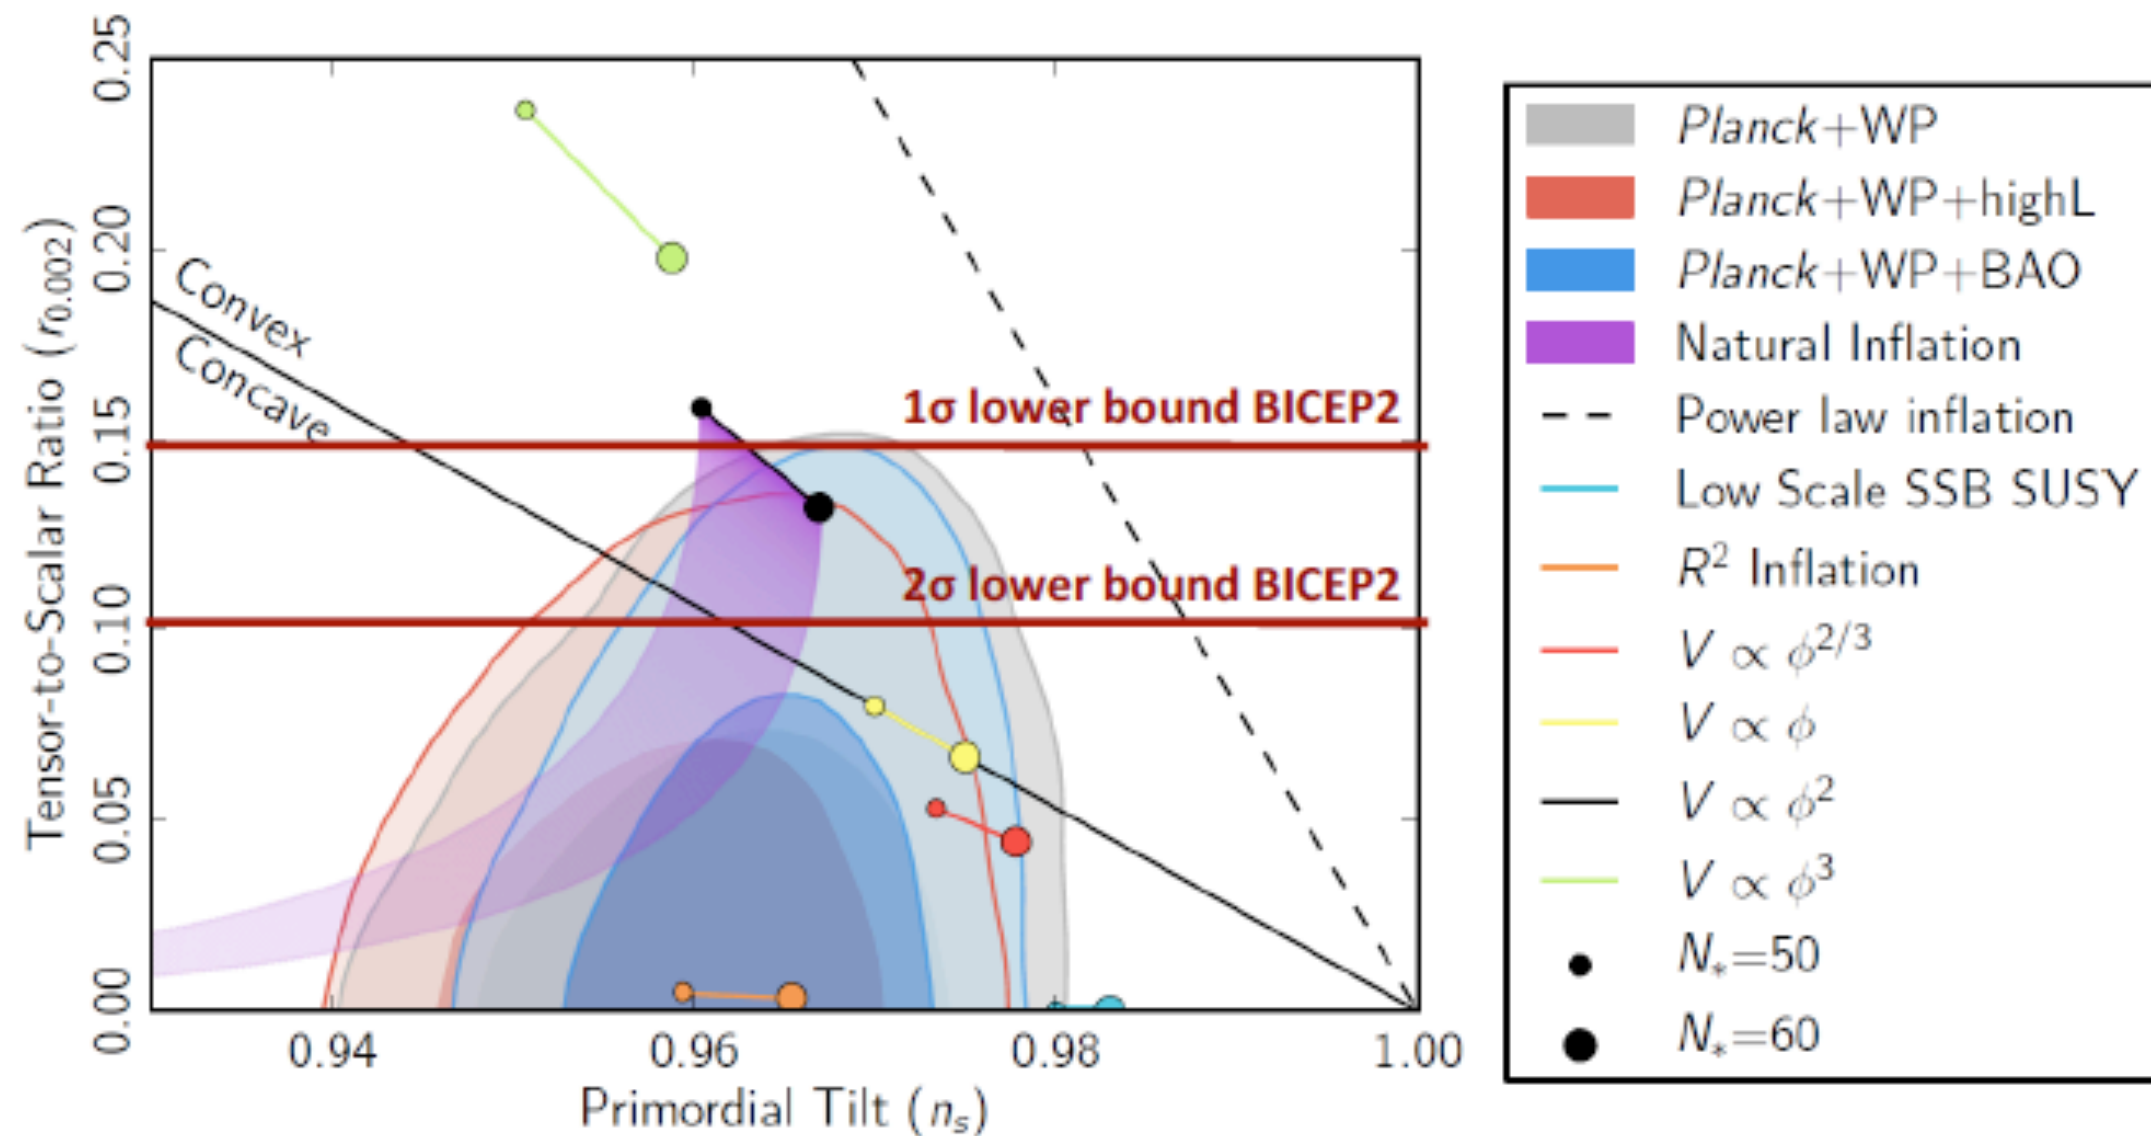 Tensor-to-Scalar Ratio (r0.002)
0.25
0.20
0.15
0.10
0.05
0.00
Convex
Concave
1σ lower bound BICEP2
2σ lower bound BICEP2
0.94
0.96
0.98
1.00
Primordial Tilt (ns)
Planck+WP
Planck+WP+highL
Planck+WP+BAO
Natural Inflation
Power law inflation
Low Scale SSB SUSY
R² Inflation
V ∝ ϕ^2/3
V ∝ ϕ
V ∝ ϕ²
V ∝ ϕ³
N*=50
N*=60